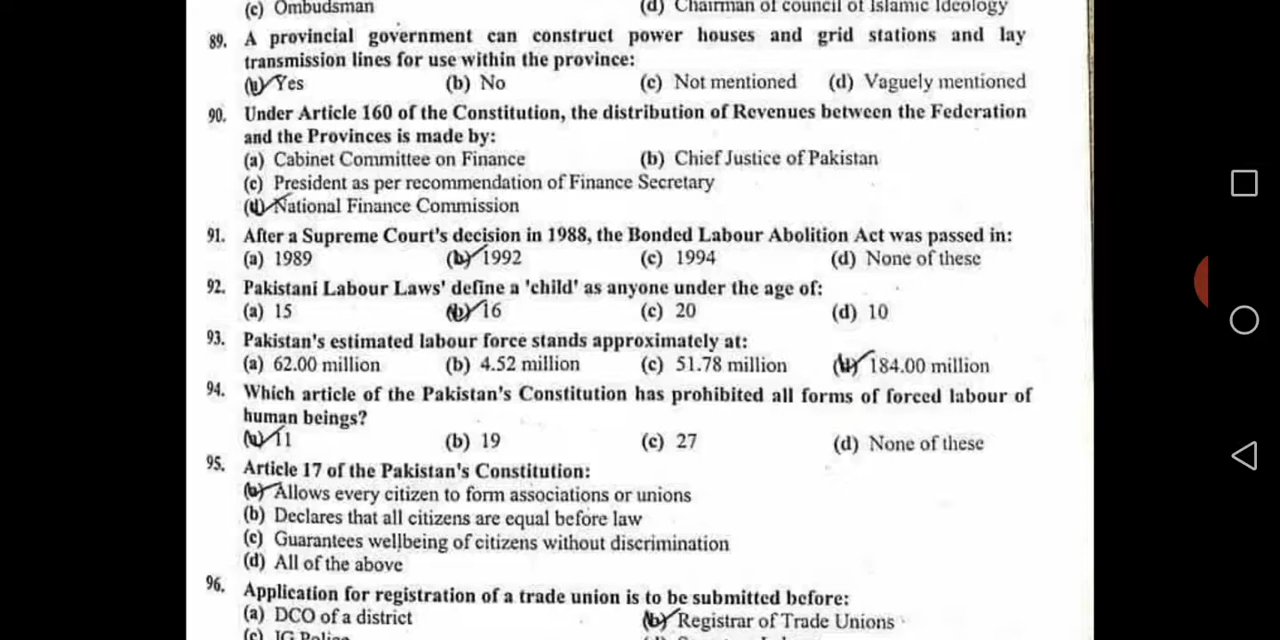 (c) Ombudsman (d) Chairman of council of Islamic Ideology
89. A provincial government can construct power houses and grid stations and lay
transmission lines for use within the province:
(a) Yes (b) No (c) Not mentioned (d) Vaguely mentioned
90. Under Article 160 of the Constitution, the distribution of Revenues between the Federation
and the Provinces is made by:
(a) Cabinet Committee on Finance (b) Chief Justice of Pakistan
(c) President as per recommendation of Finance Secretary
(d) National Finance Commission
91. After a Supreme Court's decision in 1988, the Bonded Labour Abolition Act was passed in:
(a) 1989 (b) 1992 (c) 1994 (d) None of these
92. Pakistani Labour Laws' define a 'child' as anyone under the age of:
(a) 15 (b) 16 (c) 20 (d) 10
93. Pakistan's estimated labour force stands approximately at:
(a) 62.00 million (b) 4.52 million (c) 51.78 million (d) 184.00 million
94. Which article of the Pakistan's Constitution has prohibited all forms of forced labour of
human beings?
(a) 11 (b) 19 (c) 27 (d) None of these
95. Article 17 of the Pakistan's Constitution:
(a) Allows every citizen to form associations or unions
(b) Declares that all citizens are equal before law
(c) Guarantees wellbeing of citizens without discrimination
(d) All of the above
96. Application for registration of a trade union is to be submitted before:
(a) DCO of a district (b) Registrar of Trade Unions
(c) IG Police